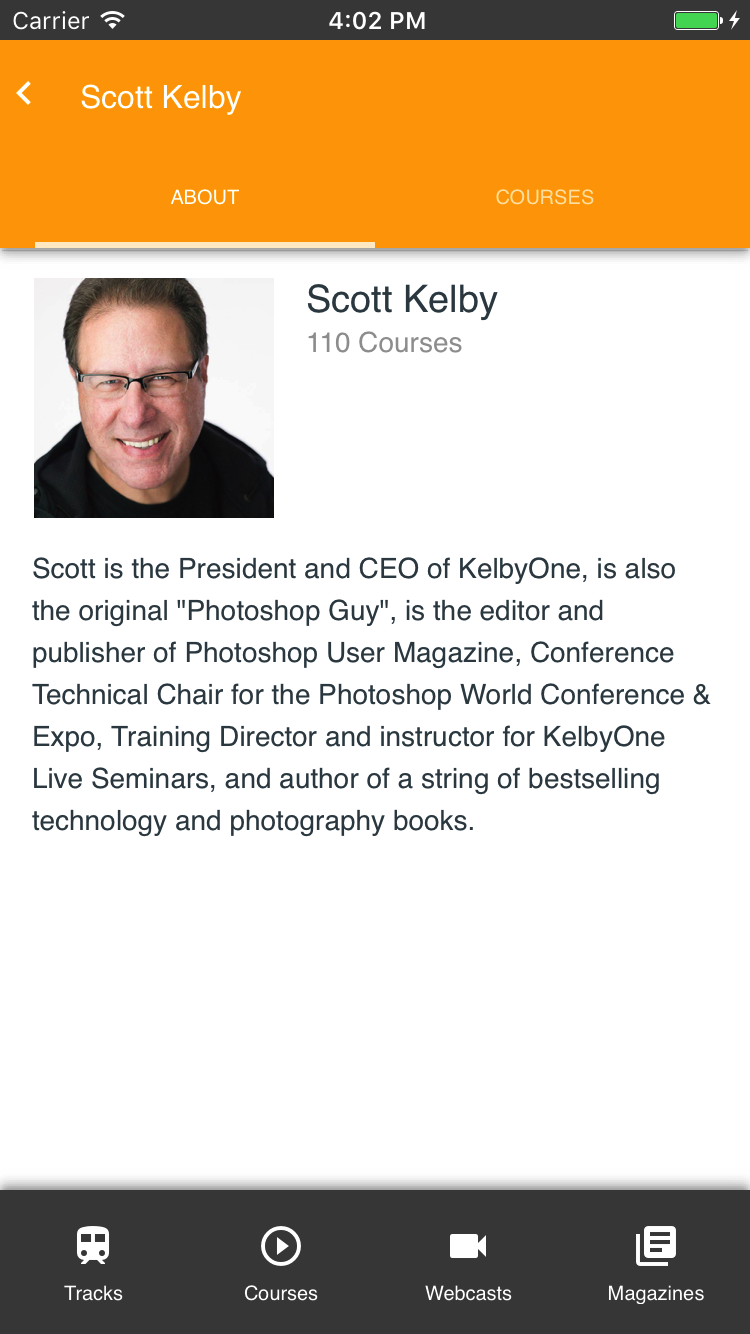 Carrier 4:02 PM
Scott Kelby
ABOUT COURSES
Scott Kelby
110 Courses
Scott is the President and CEO of KelbyOne, is also
the original "Photoshop Guy", is the editor and
publisher of Photoshop User Magazine, Conference
Technical Chair for the Photoshop World Conference &
Expo, Training Director and instructor for KelbyOne
Live Seminars, and author of a string of bestselling
technology and photography books.
Tracks Courses Webcasts Magazines